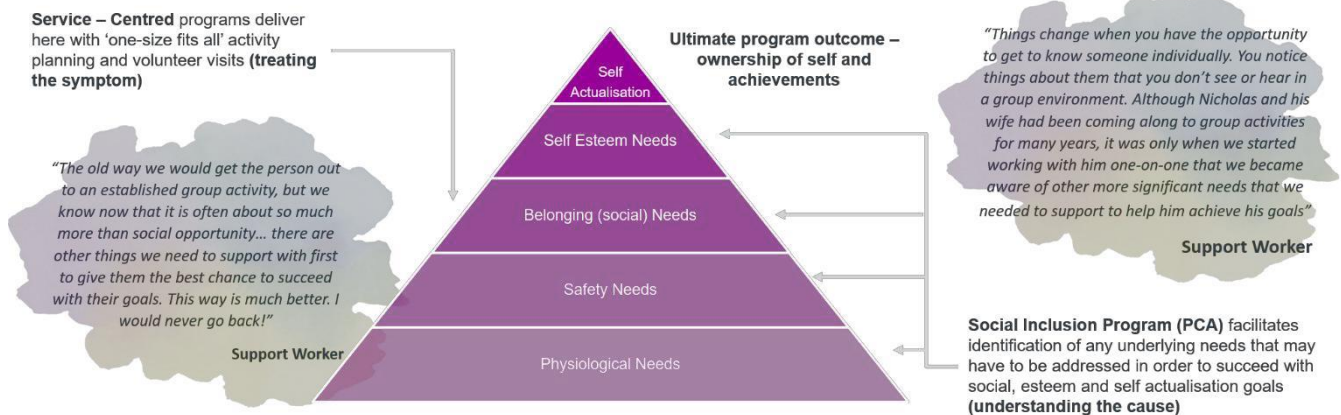 Service – Centred programs deliver
here with ‘one-size fits all’ activity
planning and volunteer visits (treating
the symptom)
“The old way we would get the person out
to an established group activity, but we
know now that it is often about so much
more than social opportunity… there are
other things we need to support with first
to give them the best chance to succeed
with their goals. This way is much better. I
would never go back!”
Support Worker
Self
Actualisation
Self Esteem Needs
Belonging (social) Needs
Safety Needs
Physiological Needs
Ultimate program outcome –
ownership of self and
achievements
“Things change when you have the opportunity
to get to know someone individually. You notice
things about them that you don’t see or hear in
a group environment. Although Nicholas and his
wife had been coming along to group activities
for many years, it was only when we started
working with him one-on-one that we became
aware of other more significant needs that we
needed to support to help him achieve his goals”
Support Worker
Social Inclusion Program (PCA) facilitates
identification of any underlying needs that may
have to be addressed in order to succeed with
social, esteem and self actualisation goals
(understanding the cause)